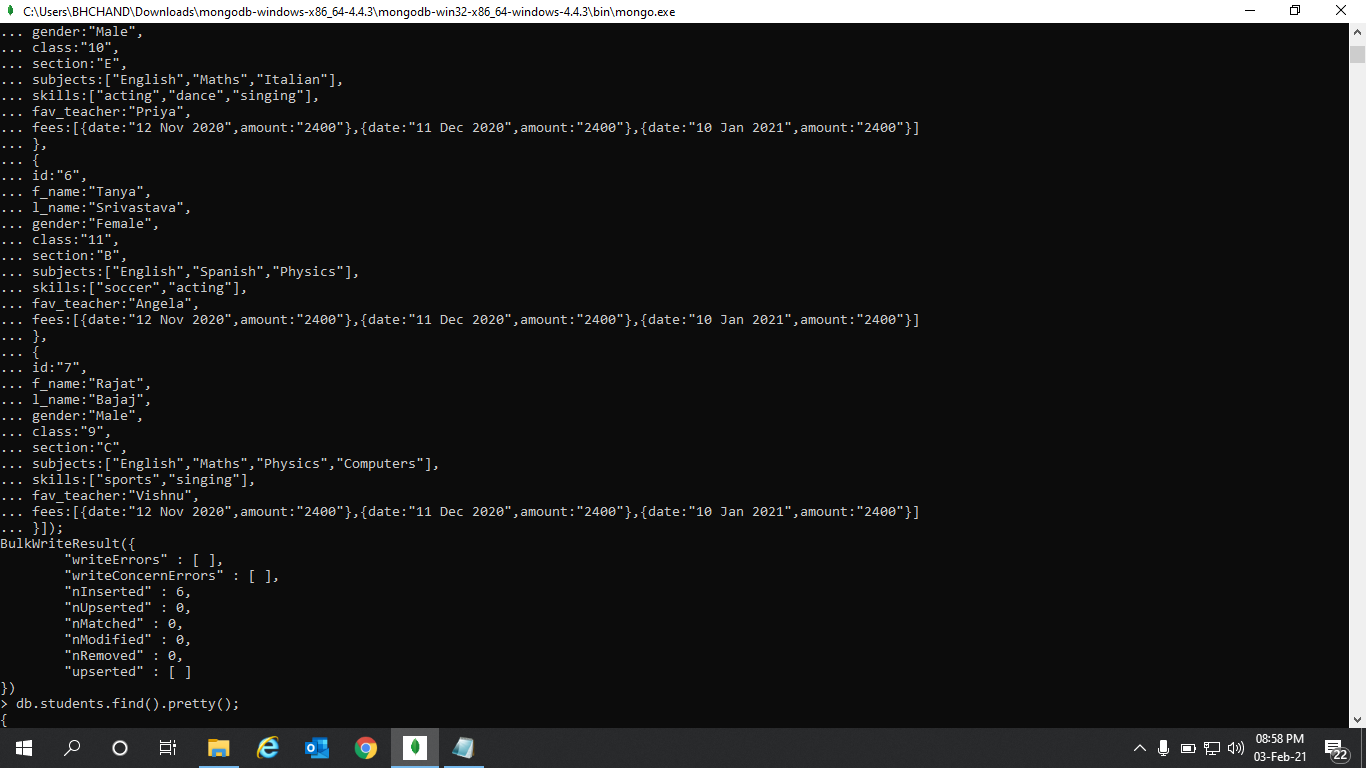 C:\Users\BHCHAND\Downloads\mongodb-windows-x86_64-4.4.3\mongodb-win32-x86_64-windows-4.4.3\bin\mongo.exe
... gender:"Male",
... class:"10",
... section:"E",
... subjects:["English","Maths","Italian"],
... skills:["acting","dance","singing"],
... fav_teacher:"Priya",
... fees:[{date:"12 Nov 2020",amount:"2400"},{date:"11 Dec 2020",amount:"2400"},{date:"10 Jan 2021",amount:"2400"}]
... },
... {
... id:"6",
... f_name:"Tanya",
... l_name:"Srivastava",
... gender:"Female",
... class:"11",
... section:"B",
... subjects:["English","Spanish","Physics"],
... skills:["soccer","acting"],
... fav_teacher:"Angela",
... fees:[{date:"12 Nov 2020",amount:"2400"},{date:"11 Dec 2020",amount:"2400"},{date:"10 Jan 2021",amount:"2400"}]
... },
... {
... id:"7",
... f_name:"Rajat",
... l_name:"Bajaj",
... gender:"Male",
... class:"9",
... section:"C",
... subjects:["English","Maths","Physics","Computers"],
... skills:["sports","singing"],
... fav_teacher:"Vishnu",
... fees:[{date:"12 Nov 2020",amount:"2400"},{date:"11 Dec 2020",amount:"2400"},{date:"10 Jan 2021",amount:"2400"}]
... }]);
BulkWriteResult({
        "writeErrors" : [ ],
        "writeConcernErrors" : [ ],
        "nInserted" : 6,
        "nUpserted" : 0,
        "nMatched" : 0,
        "nModified" : 0,
        "nRemoved" : 0,
        "upserted" : [ ]
})
> db.students.find().pretty();
{
08:58 PM
03-Feb-21
22